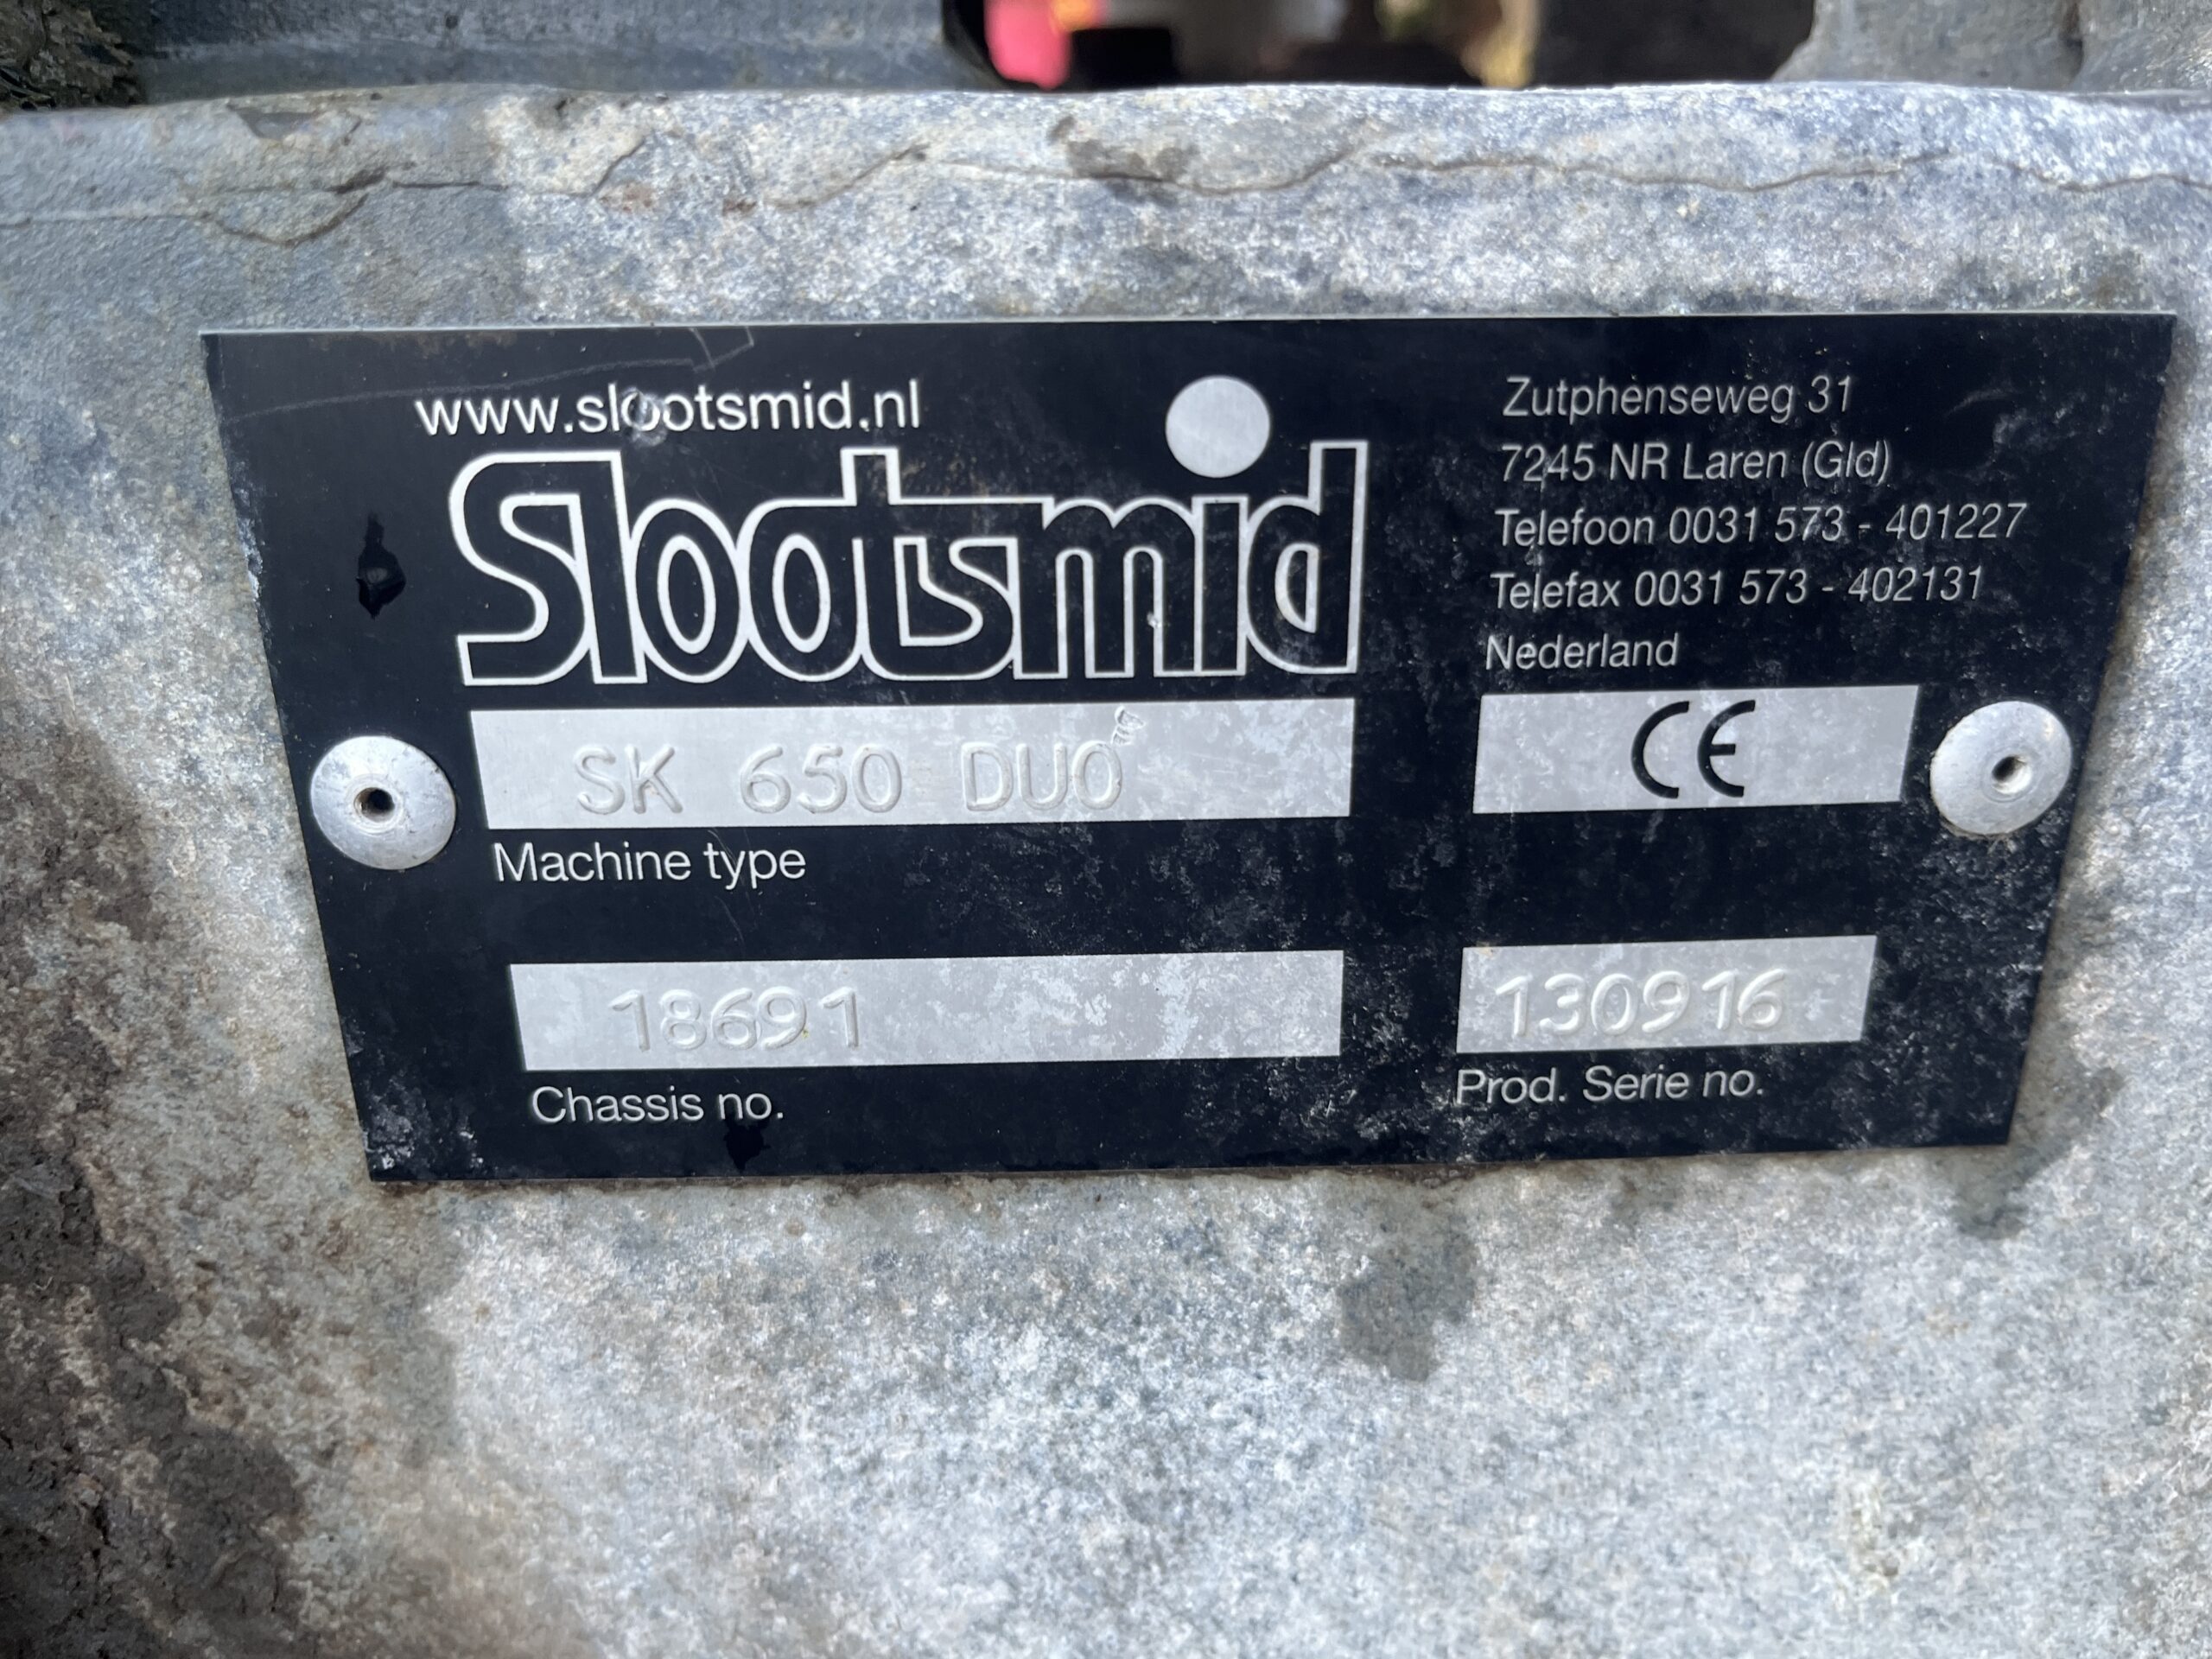 www.slootsmid.nl
Slootsmid
Zutphenseweg 31
7245 NR Laren (Gld)
Telefoon 0031 573 - 401227
Telefax 0031 573 - 402131
Nederland
SK 650 DUO
Machine type
CE
18691
Chassis no.
130916
Prod. Serie no.